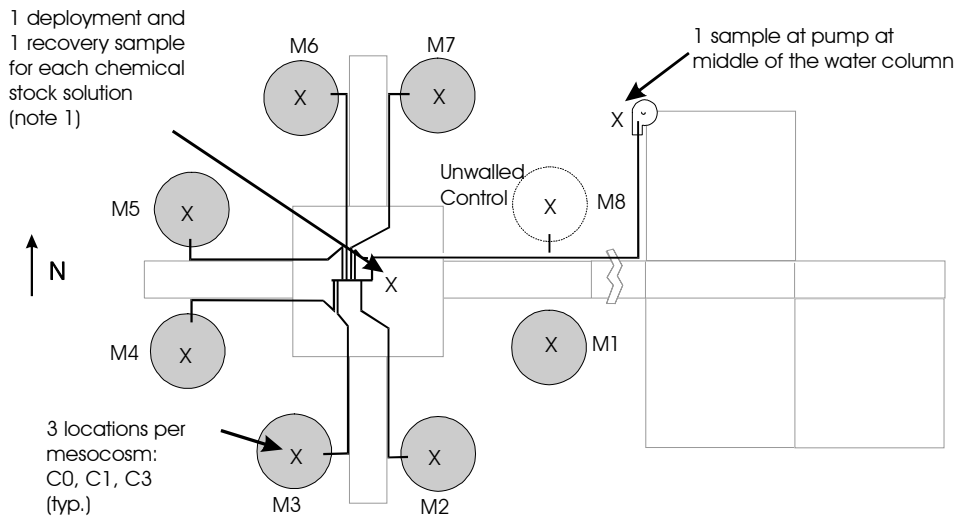 1 deployment and
1 recovery sample
for each chemical
stock solution
(note 1)
M6
M7
1 sample at pump at
middle of the water column
X
X
X
Unwalled
Control
X
M8
M5
X
N
X
M4
X
X
M1
3 locations per
mesocosm:
C0, C1, C3
(typ.)
X
M3
X
M2